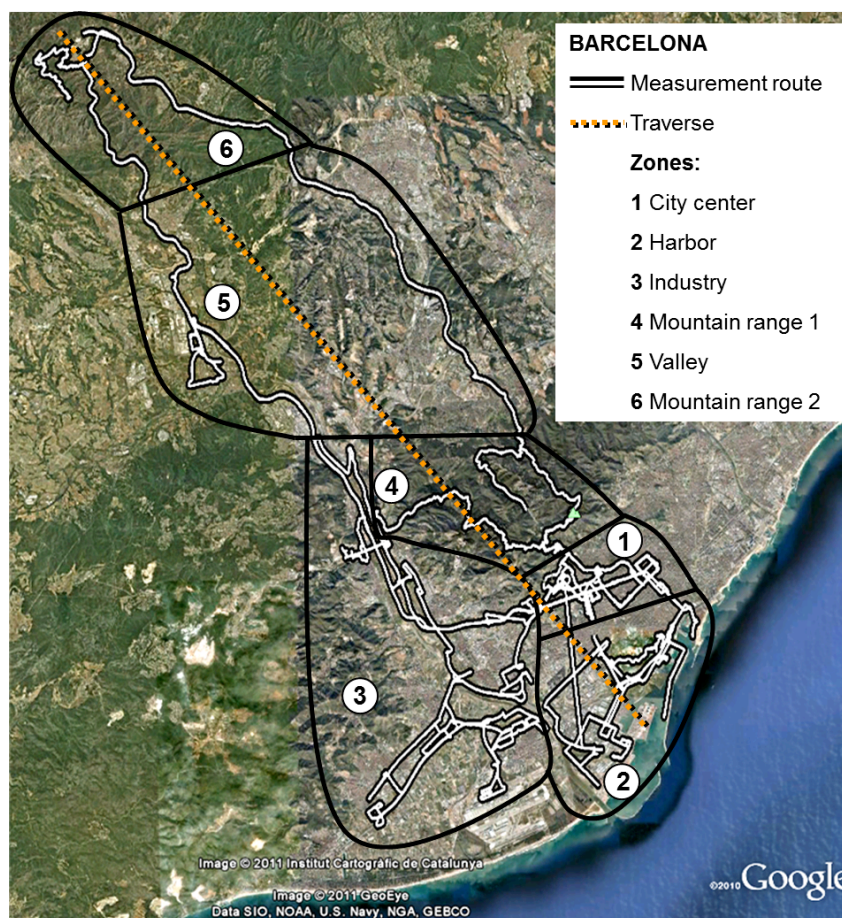 BARCELONA
Measurement route
Traverse
Zones:
1 City center
2 Harbor
3 Industry
4 Mountain range 1
5 Valley
6 Mountain range 2
6
5
4
1
3
2
Image © 2011 Institut Cartogràfic de Catalunya
Image © 2011 GeoEye
Data SIO, NOAA, U.S. Navy, NGA, GEBCO
©2010 Google